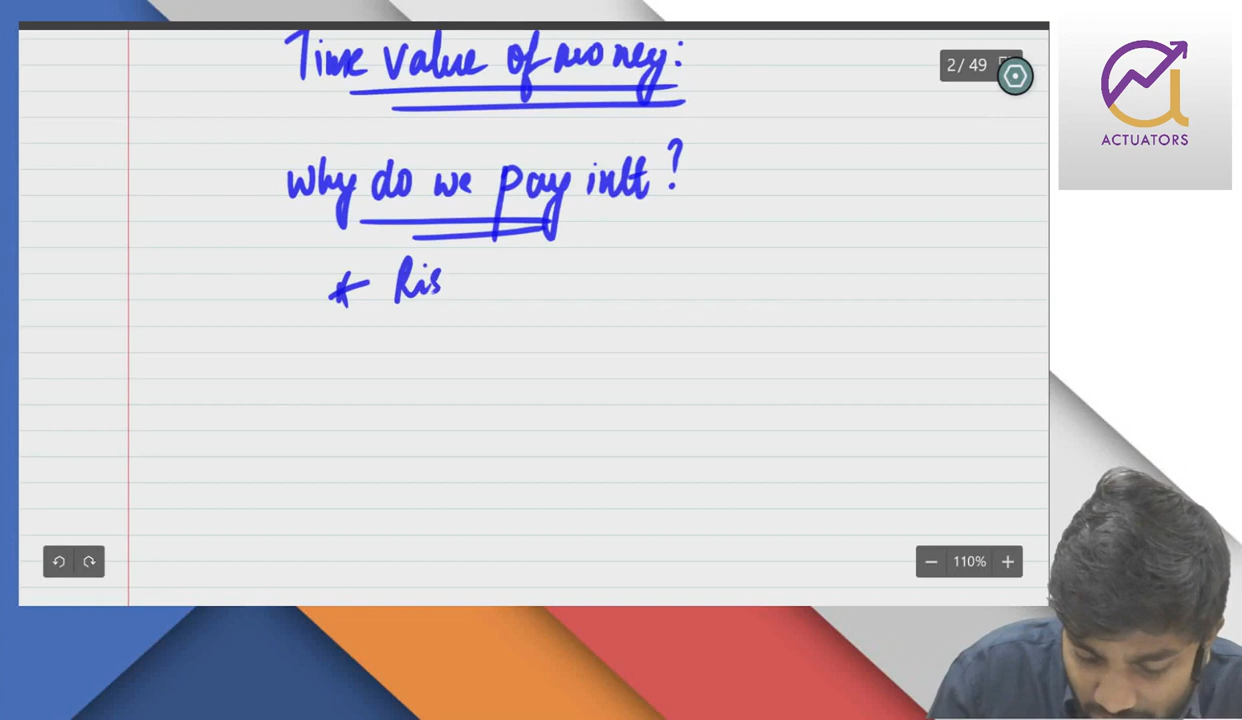 Time value of money:
2 / 49
ACTUATORS
why do we pay intt?
* Ris
110%